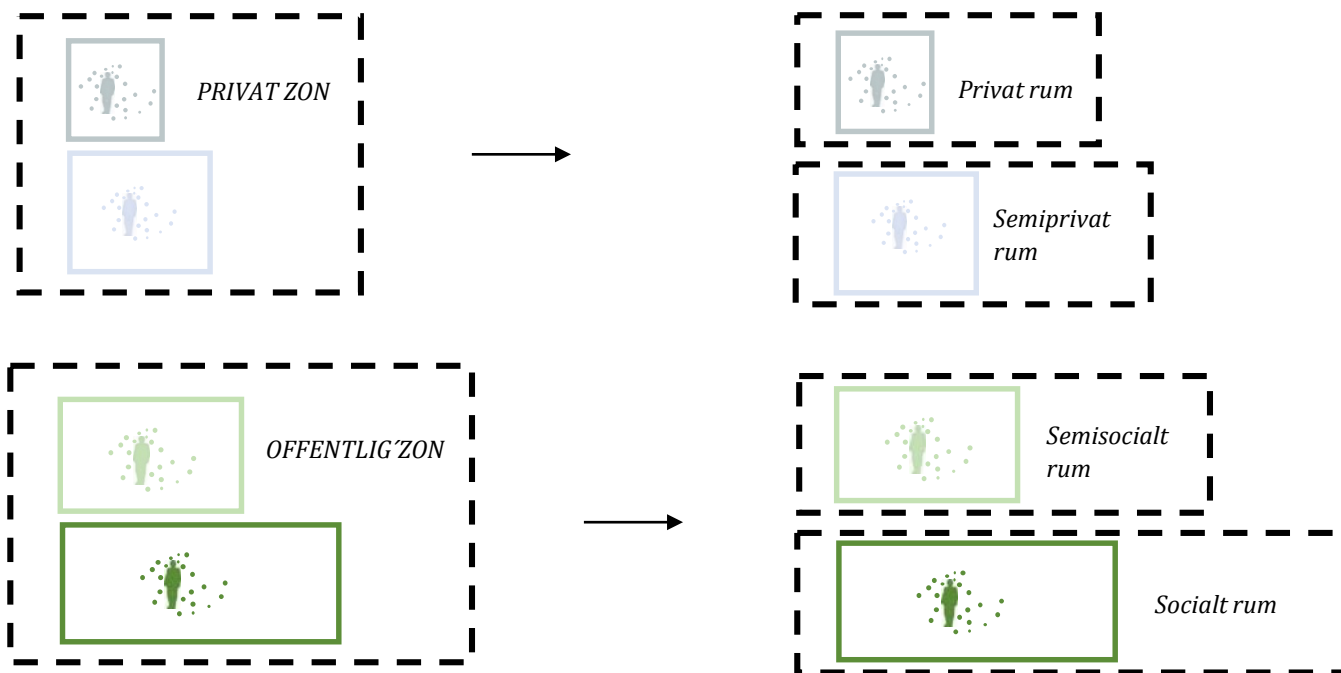 PRIVAT ZON
Privat rum
Semiprivat
rum
OFFENTLIG´ZON
Semisocialt
rum
Socialt rum